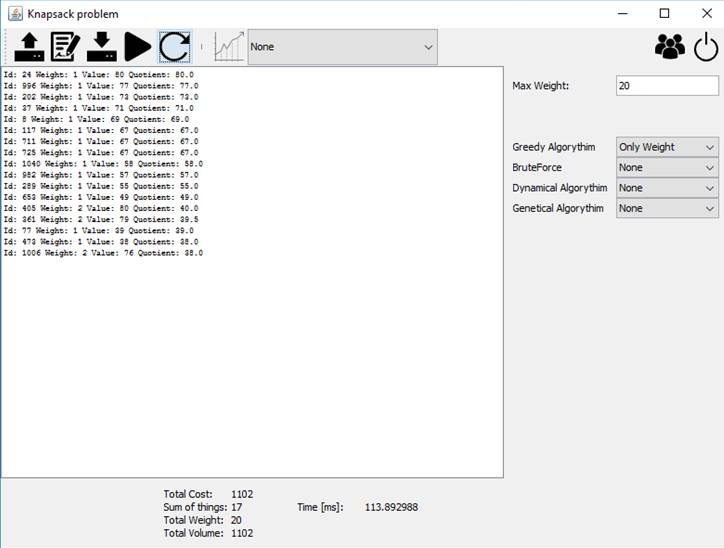 Knapsack problem
None
Id: 24 Weight: 1 Value: 80 Quotient: 80.0
Id: 996 Weight: 1 Value: 77 Quotient: 77.0
Id: 202 Weight: 1 Value: 73 Quotient: 73.0
Id: 37 Weight: 1 Value: 71 Quotient: 71.0
Id: 8 Weight: 1 Value: 69 Quotient: 69.0
Id: 117 Weight: 1 Value: 67 Quotient: 67.0
Id: 711 Weight: 1 Value: 67 Quotient: 67.0
Id: 725 Weight: 1 Value: 67 Quotient: 67.0
Id: 1040 Weight: 1 Value: 58 Quotient: 58.0
Id: 982 Weight: 1 Value: 57 Quotient: 57.0
Id: 289 Weight: 1 Value: 55 Quotient: 55.0
Id: 653 Weight: 1 Value: 49 Quotient: 49.0
Id: 405 Weight: 2 Value: 80 Quotient: 40.0
Id: 361 Weight: 2 Value: 79 Quotient: 39.5
Id: 77 Weight: 1 Value: 39 Quotient: 39.0
Id: 473 Weight: 1 Value: 38 Quotient: 38.0
Id: 1006 Weight: 2 Value: 76 Quotient: 38.0
Max Weight: 20
Greedy Algorythim Only Weight
BruteForce None
Dynamical Algorythim None
Genetical Algorythim None
Total Cost: 1102
Sum of things: 17 Time [ms]: 113.892988
Total Weight: 20
Total Volume: 1102